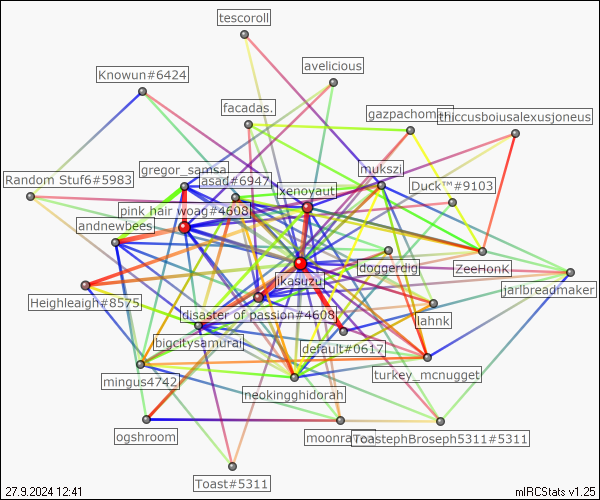 tescoroll
avelicious
Knowun#6424
facadas.
gazpachom
thiccusboiusalexusjoneus
gregor_samsa
mukszi
Random Stuf6#5983
asad#6947
xenoyaut
Duck™#9103
pink hair woag#4608
andnewbees
doggerdig
ZeeHonK
ikasuzu
jarlbreadmaker
Heighleaigh#8575
disaster of passion#4608
lahnk
bigcitysamurai
default#0617
mingus4742
turkey_mcnugget
neokingghidorah
ogshroom
moonra
ToastephBroseph5311#5311
Toast#5311
27.9.2024 12:41
mIRCStats v1.25